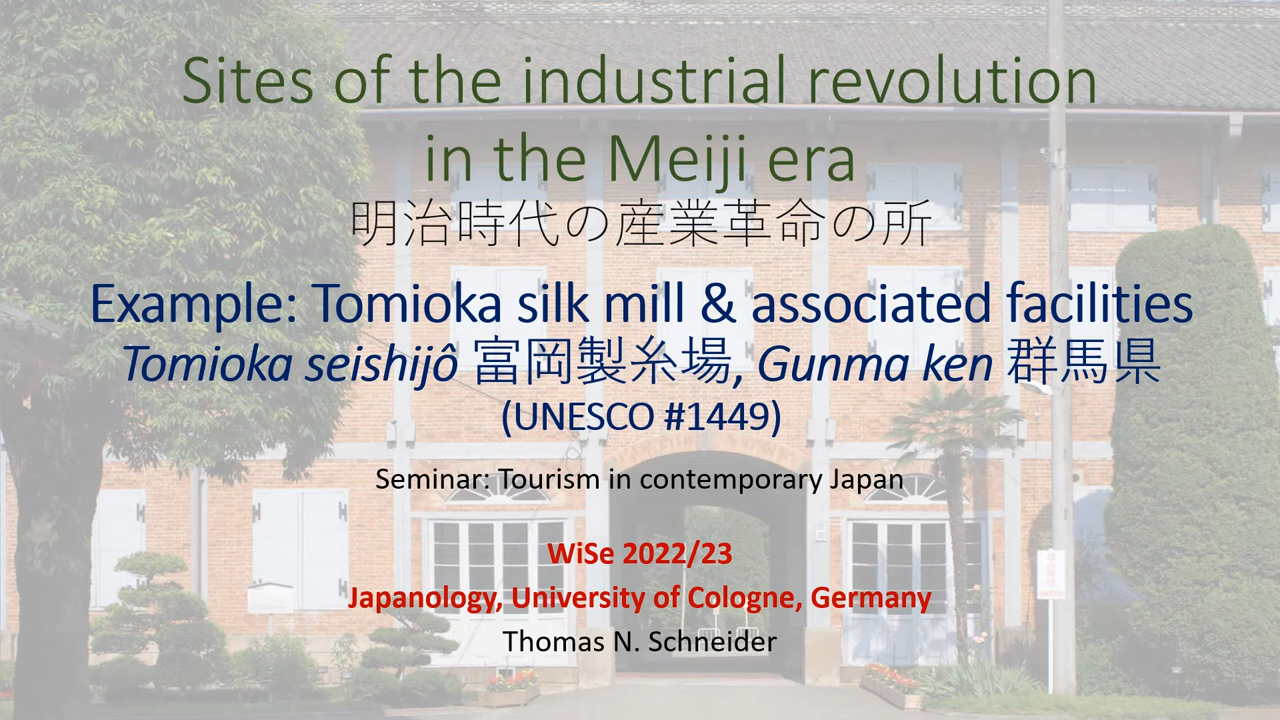 Sites of the industrial revolution
in the Meiji era
明治時代の産業革命の所
Example: Tomioka silk mill & associated facilities
Tomioka seishijô 富岡製糸場, Gunma ken 群馬県
(UNESCO #1449)
Seminar: Tourism in contemporary Japan
WiSe 2022/23
Japanology, University of Cologne, Germany
Thomas N. Schneider